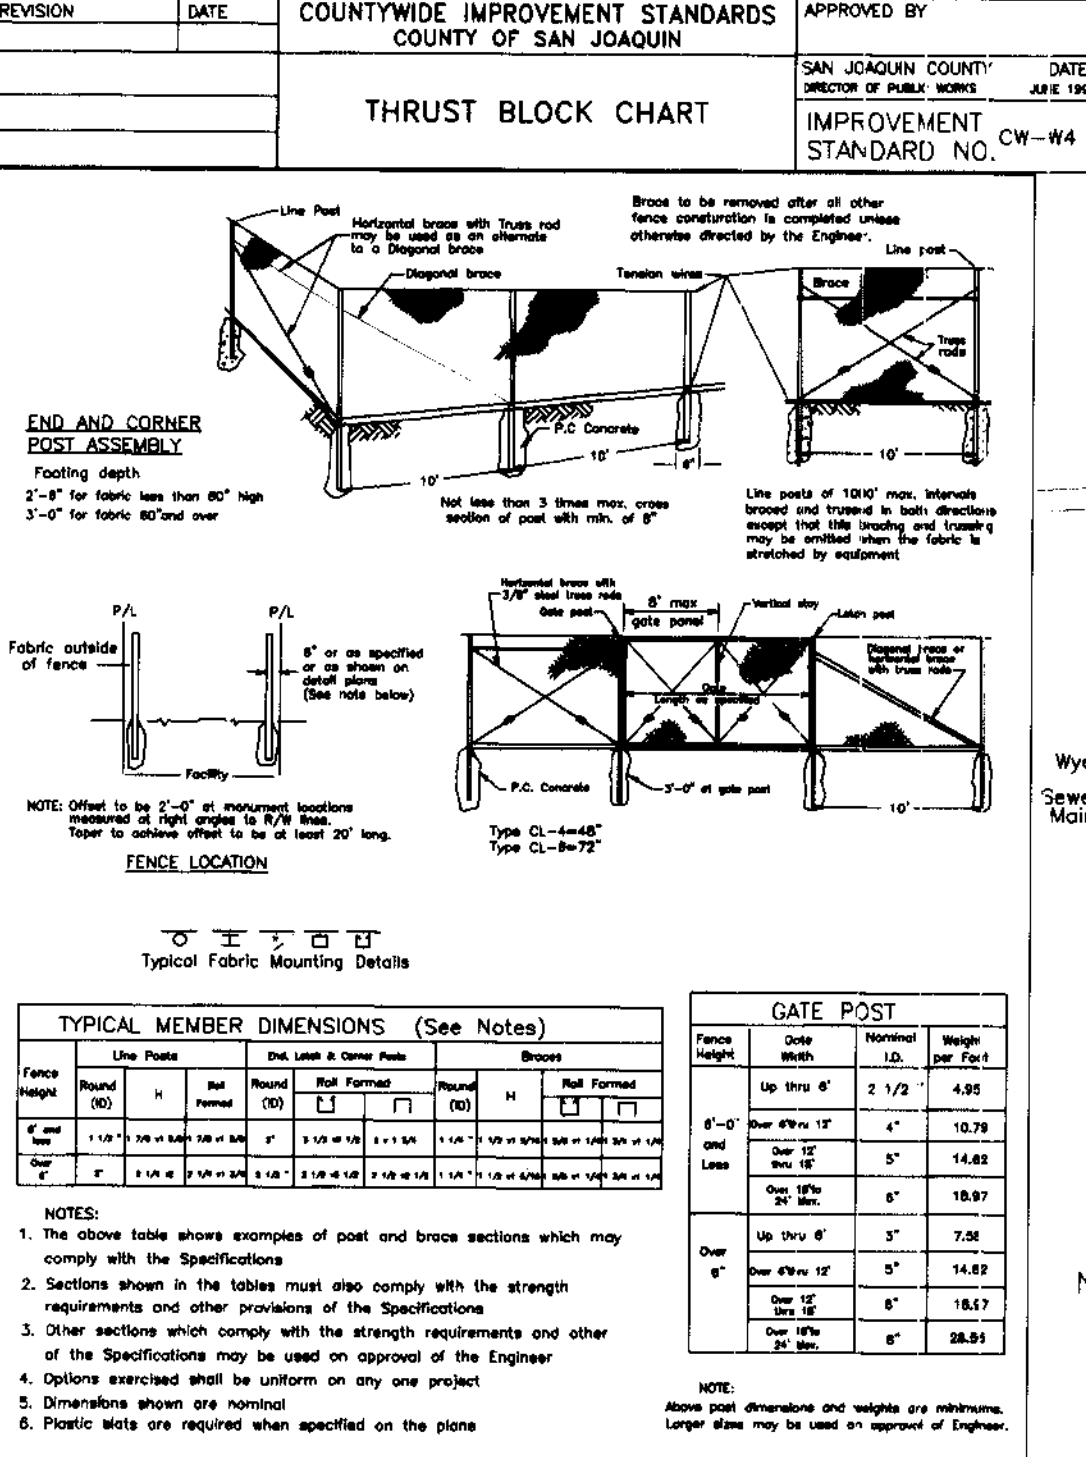 REVISION
DATE
COUNTYWIDE IMPROVEMENT STANDARDS
COUNTY OF SAN JOAQUIN
APPROVED BY
SAN JOAQUIN COUNTY
DIRECTOR OF PUBLIC WORKS
DATE
JUNE 199
THRUST BLOCK CHART
IMPROVEMENT
STANDARD NO. CW-W4
Line Post
Horizontal brace with Truss rod
may be used as an alternate
to a Diagonal brace
Diagonal brace
Brace to be removed after all other
fence consturation is completed unless
otherwise directed by the Engineer.
Line post
Tension wires
Brace
Truss
rods
END AND CORNER
POST ASSEMBLY
Footing depth
2'-8" for fabric less than 60" high
3'-0" for fabric 60"and over
P.C Concrete
10'
10'
6"
10'
Not less than 3 times max. cross
section of post with min. of 8"
Line posts of 1000' max. intervals
braced and trussed in both directions
except that this bracing and trussing
may be omitted when the fabric is
stretched by equipment
P/L
P/L
Fabric outside
of fence
6" or as specified
or as shown on
detail plans
(See note below)
Facility
NOTE: Offset to be 2'-0" at monument locations
measured at right angles to R/W lines.
Taper to achieve offset to be at least 20' long.
FENCE LOCATION
Horizontal brace with
3/8" steel truss rods
Gate post
8' max
gate panel
Vertical stay
Latch post
Diagonal brace or
horizontal brace
with truss rods
Gate
Length as specified
P.C. Concrete
3'-0" at gate post
10'
Type CL-4=48"
Type CL-6=72"
Wye
Sewe
Mair
Typical Fabric Mounting Details
TYPICAL MEMBER DIMENSIONS (See Notes)
Fence
Height
Line Posts
End, Latch & Corner Posts
Braces
Round
(ID)
H
Roll
Formed
Round
(ID)
Roll Formed
Round
(ID)
H
Roll Formed
6' and
less
1 1/2 "
2"
Over
6'
2"
2 1/2 "
GATE POST
Fence
Height
Gate
Width
Nominal
I.D.
Weight
per Foot
6'-0"
and
Less
Up thru 6'
2 1/2 "
4.95
Over 6'thru 12'
4"
10.79
Over 12'
thru 18'
5"
14.62
Over 18'to
24' Max.
6"
18.97
Over
6"
Up thru 6'
3"
7.58
Over 6'thru 12'
5"
14.62
Over 12'
thru 18'
6"
18.97
Over 18'to
24' Max.
NOTES:
1. The above table shows examples of post and brace sections which may
comply with the Specifications
2. Sections shown in the tables must also comply with the strength
requirements and other provisions of the Specifications
3. Other sections which comply with the strength requirements and other
of the Specifications may be used on approval of the Engineer
4. Options exercised shall be uniform on any one project
5. Dimensions shown are nominal
6. Plastic slats are required when specified on the plans
NOTE:
Above post dimensions and weights are minimums.
Larger sizes may be used on approval of Engineer.